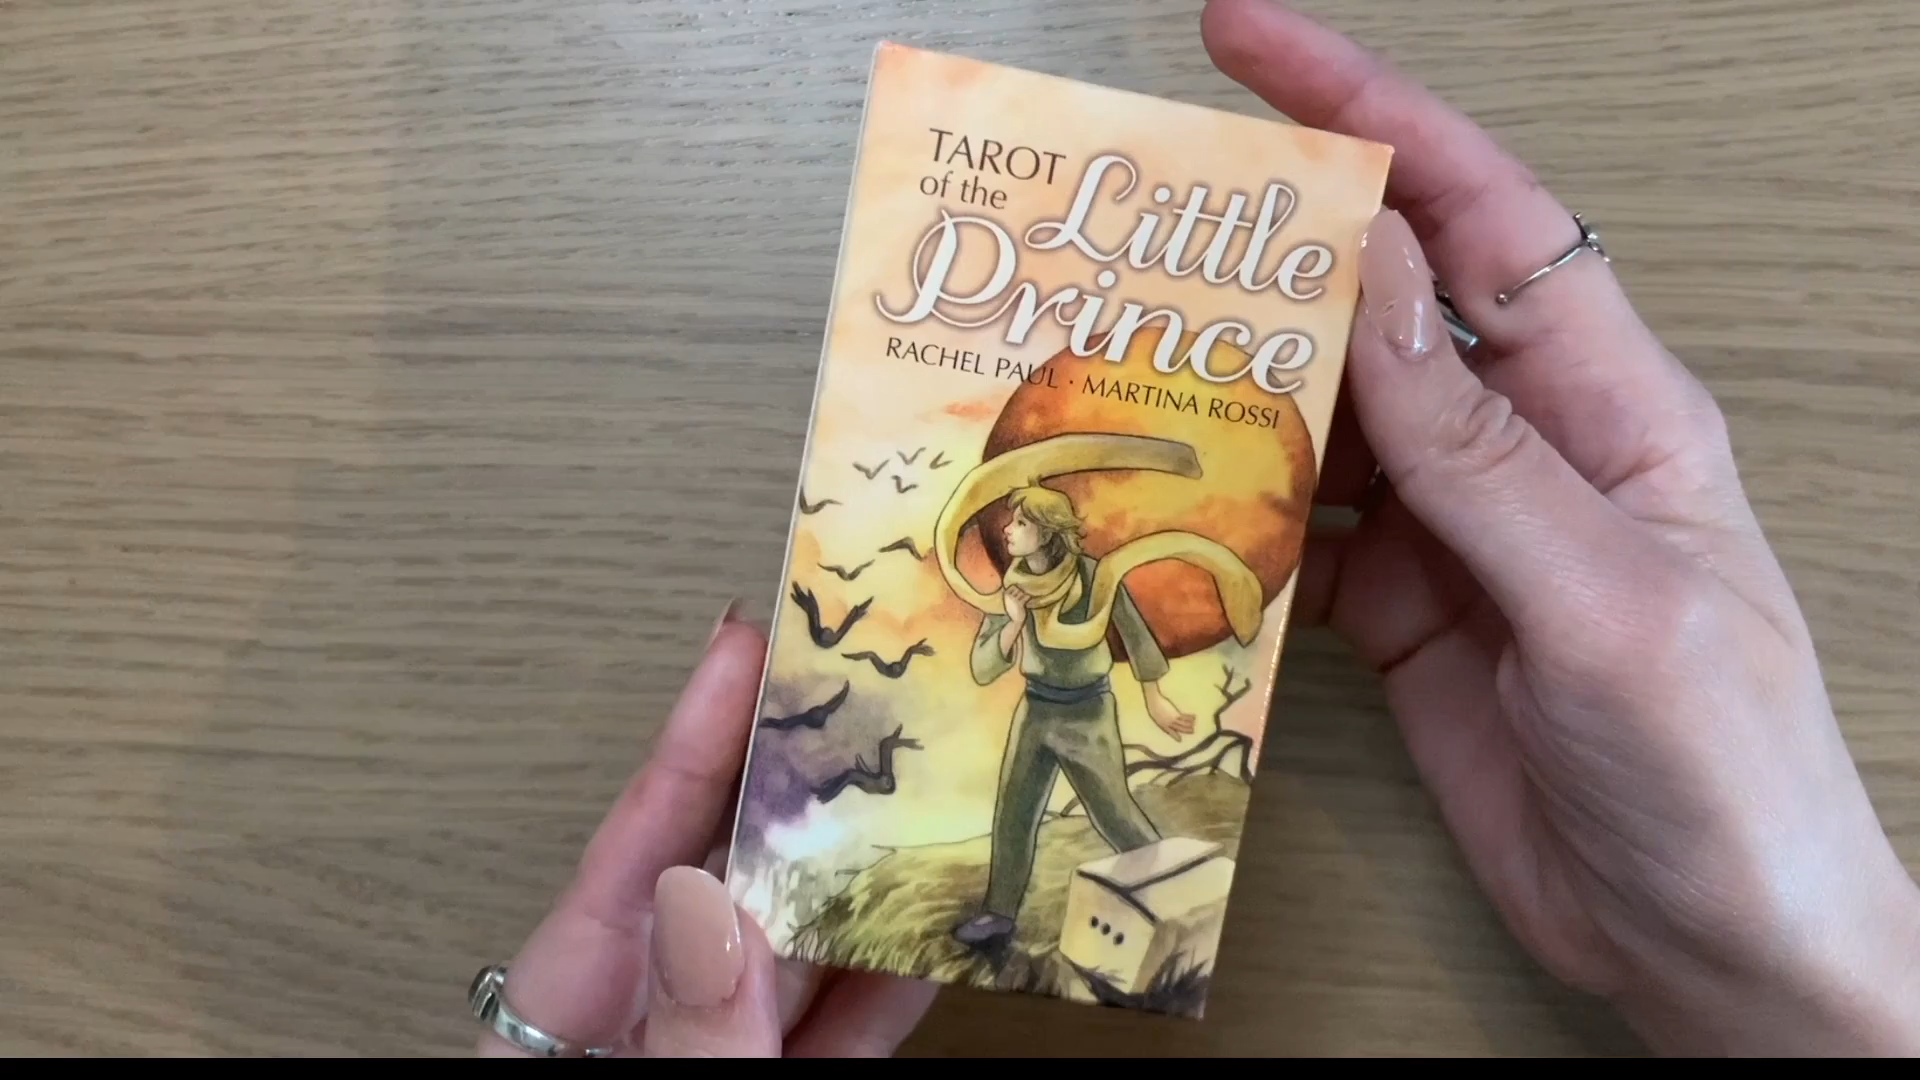 TAROT
of the
Little
Prince
RACHEL PAUL · MARTINA ROSSI